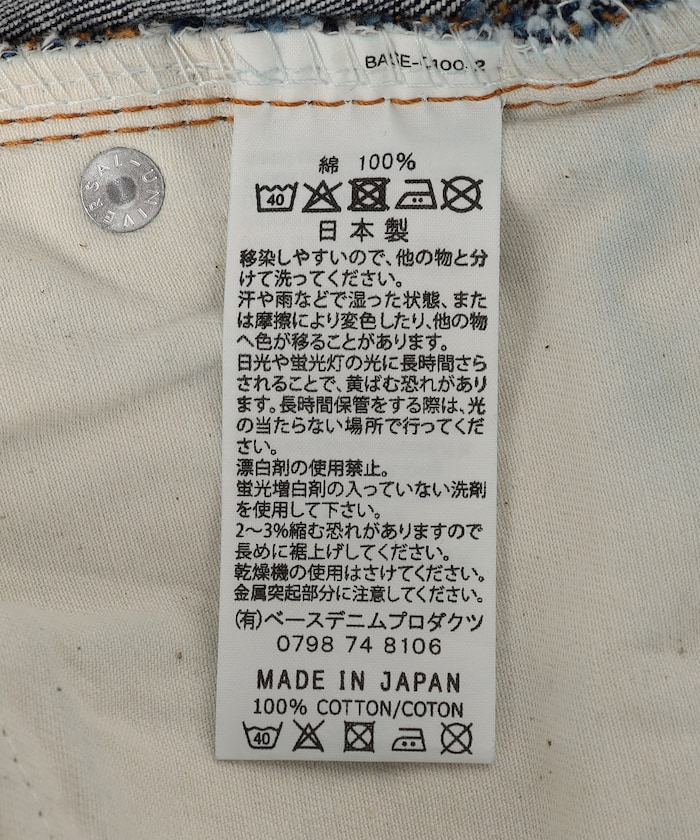 綿 100%
40
日本製
移染しやすいので、他の物と分
けて洗ってください。
汗や雨などで湿った状態、また
は摩擦により変色したり、他の物
へ色が移ることがあります。
日光や蛍光灯の光に長時間さら
されることで、黄ばむ恐れがあり
ます。長時間保管をする際は、光
の当たらない場所で行ってくだ
さい。
漂白剤の使用禁止。
蛍光増白剤の入っていない洗剤
を使用して下さい。
2～3%縮む恐れがありますので
長めに裾上げしてください。
乾燥機の使用はさけてください。
金属突起部分に注意してください。
(有)ベースデニムプロダクツ
0798 74 8106
MADE IN JAPAN
100% COTTON/COTON
40